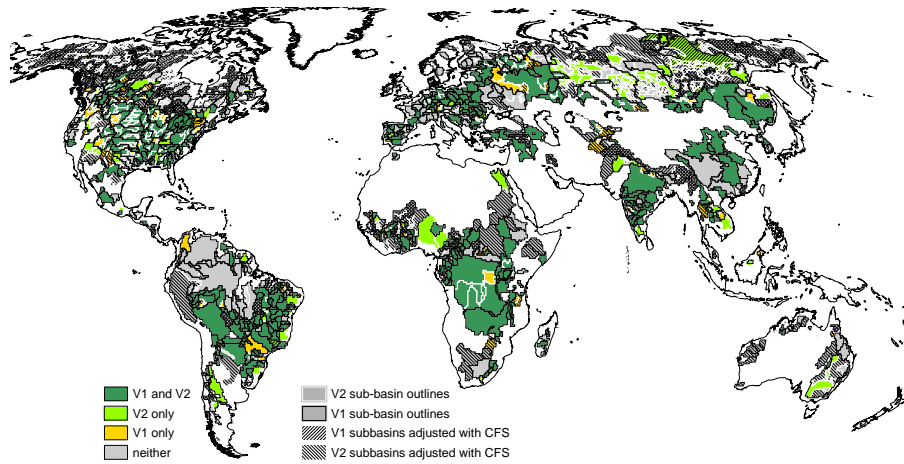 V1 and V2
V2 only
V1 only
neither
V2 sub-basin outlines
V1 sub-basin outlines
V1 subbasins adjusted with CFS
V2 subbasins adjusted with CFS